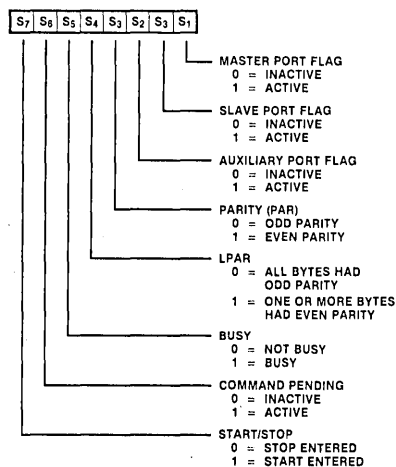 S7 S6 S5 S4 S3 S2 S3 S1
MASTER PORT FLAG
0 = INACTIVE
1 = ACTIVE
SLAVE PORT FLAG
0 = INACTIVE
1 = ACTIVE
AUXILIARY PORT FLAG
0 = INACTIVE
1 = ACTIVE
PARITY (PAR)
0 = ODD PARITY
1 = EVEN PARITY
LPAR
0 = ALL BYTES HAD
ODD PARITY
1 = ONE OR MORE BYTES
HAD EVEN PARITY
BUSY
0 = NOT BUSY
1 = BUSY
COMMAND PENDING
0 = INACTIVE
1 = ACTIVE
START/STOP
0 = STOP ENTERED
1 = START ENTERED